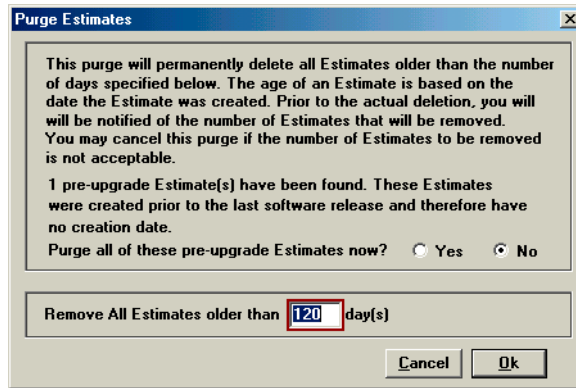 Purge Estimates
This purge will permanently delete all Estimates older than the number
of days specified below. The age of an Estimate is based on the
date the Estimate was created. Prior to the actual deletion, you will
will be notified of the number of Estimates that will be removed.
You may cancel this purge if the number of Estimates to be removed
is not acceptable.
1 pre-upgrade Estimate(s) have been found. These Estimates
were created prior to the last software release and therefore have
no creation date.
Purge all of these pre-upgrade Estimates now? Yes No
Remove All Estimates older than 120 day(s)
Cancel Ok